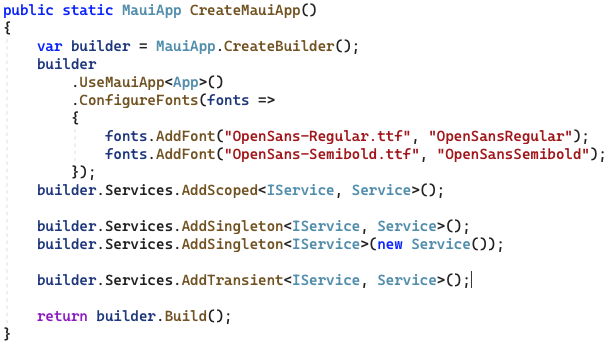 public static MauiApp CreateMauiApp()
{
    var builder = MauiApp.CreateBuilder();
    builder
        .UseMauiApp<App>()
        .ConfigureFonts(fonts =>
        {
            fonts.AddFont("OpenSans-Regular.ttf", "OpenSansRegular");
            fonts.AddFont("OpenSans-Semibold.ttf", "OpenSansSemibold");
        });
    builder.Services.AddScoped<IService, Service>();

    builder.Services.AddSingleton<IService, Service>();
    builder.Services.AddSingleton<IService>(new Service());

    builder.Services.AddTransient<IService, Service>();

    return builder.Build();
}